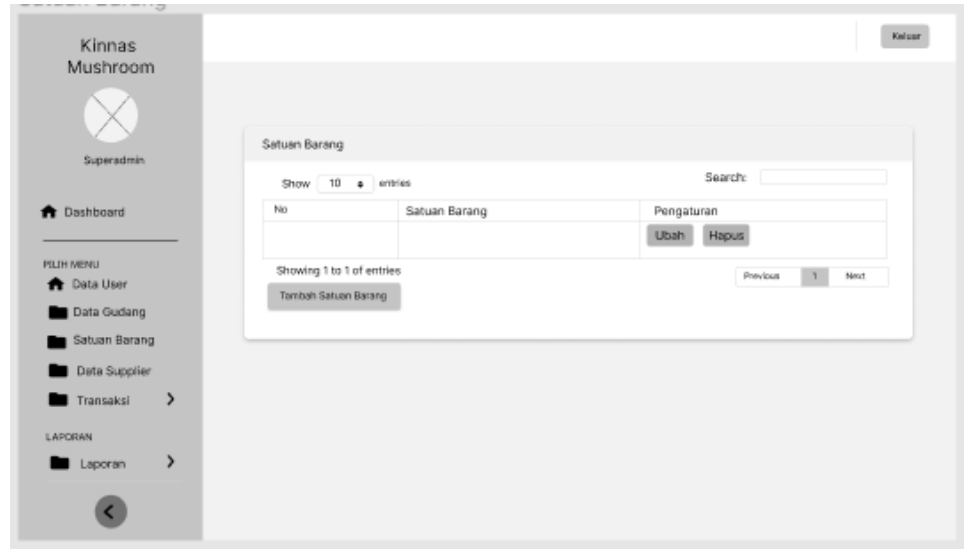 Satuan Barang
Kinnas
Mushroom
Superadmin
Dashboard
PILIH MENU
Data User
Data Gudang
Satuan Barang
Data Supplier
Transaksi
LAPORAN
Laporan
Keluar
Satuan Barang
Show 10 entries
Search:
No Satuan Barang Pengaturan
Ubah Hapus
Showing 1 to 1 of entries
Previous 1 Next
Tambah Satuan Barang